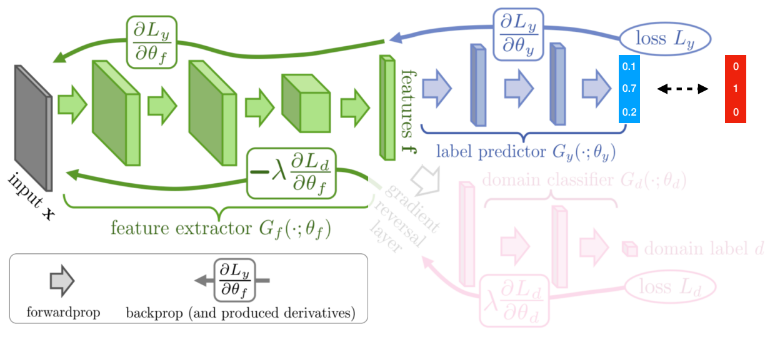 ∂L_y/∂θ_f
∂L_y/∂θ_y
loss L_y
0.1
0.7
0.2
0
1
0
features f
input x
label predictor G_y(·;θ_y)
−λ ∂L_d/∂θ_f
feature extractor G_f(·;θ_f)
gradient
reversal
layer
domain classifier G_d(·;θ_d)
domain label d
λ ∂L_d/∂θ_d
loss L_d
∂L_y/∂θ_f
forwardprop
backprop (and produced derivatives)